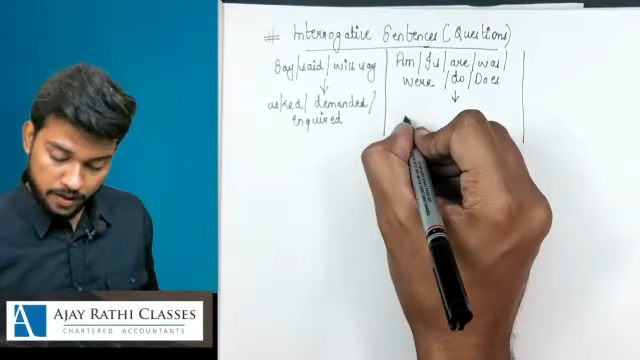 # Interrogative Sentences (Questions)
Say/said/will say
asked/ demanded/
enquired
Am/Is/are/was/
were /do/Does
AJAY RATHI CLASSES
CHARTERED ACCOUNTANTS